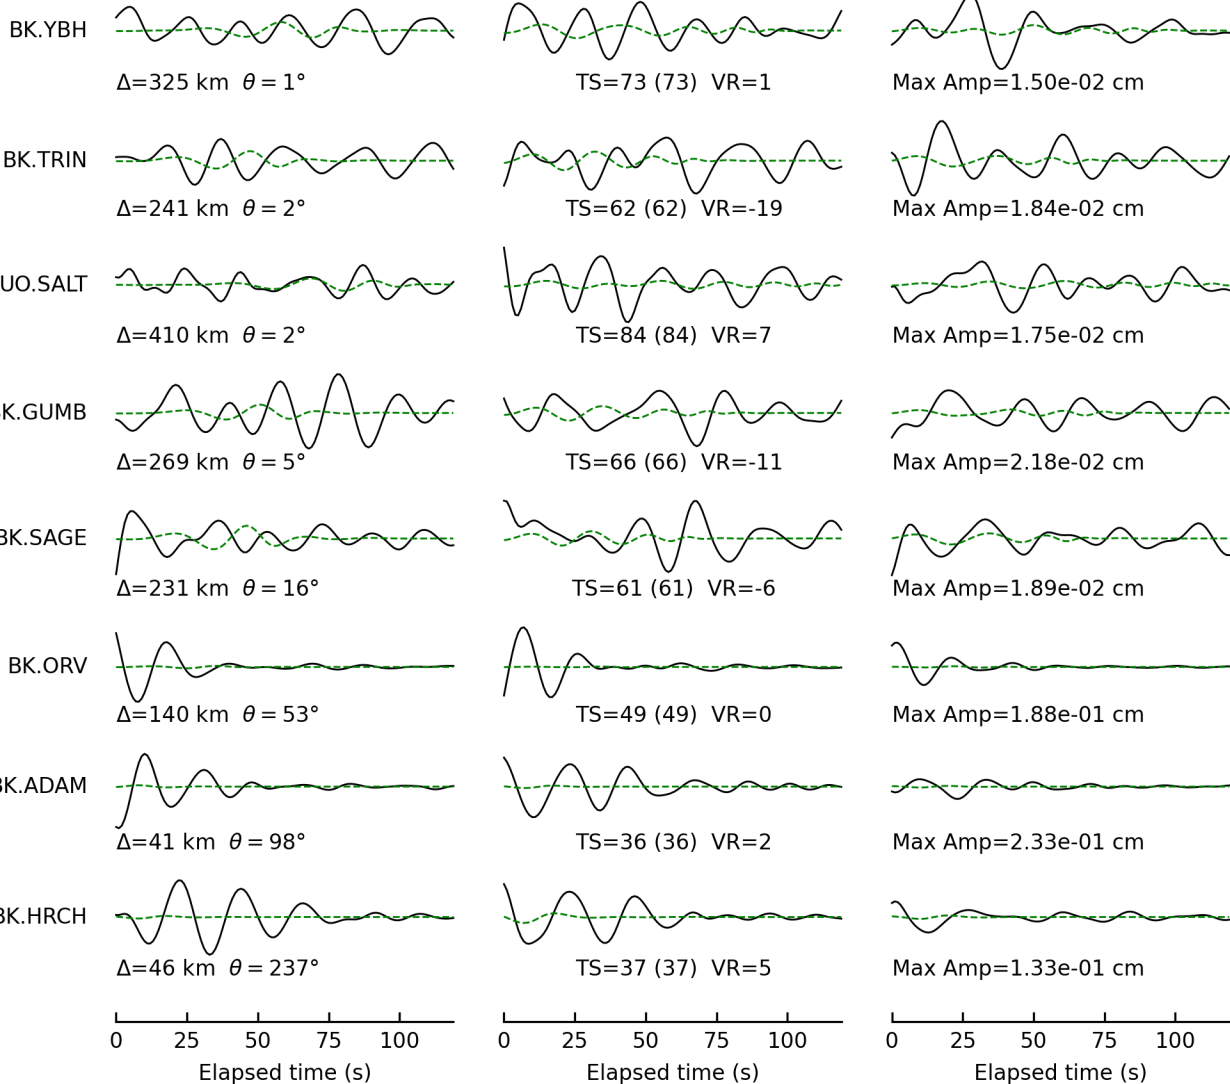 BK.YBH
Δ=325 km θ = 1° TS=73 (73) VR=1 Max Amp=1.50e-02 cm
BK.TRIN
Δ=241 km θ = 2° TS=62 (62) VR=-19 Max Amp=1.84e-02 cm
UO.SALT
Δ=410 km θ = 2° TS=84 (84) VR=7 Max Amp=1.75e-02 cm
BK.GUMB
Δ=269 km θ = 5° TS=66 (66) VR=-11 Max Amp=2.18e-02 cm
BK.SAGE
Δ=231 km θ = 16° TS=61 (61) VR=-6 Max Amp=1.89e-02 cm
BK.ORV
Δ=140 km θ = 53° TS=49 (49) VR=0 Max Amp=1.88e-01 cm
BK.ADAM
Δ=41 km θ = 98° TS=36 (36) VR=2 Max Amp=2.33e-01 cm
BK.HRCH
Δ=46 km θ = 237° TS=37 (37) VR=5 Max Amp=1.33e-01 cm
0 25 50 75 100 0 25 50 75 100 0 25 50 75 100
Elapsed time (s) Elapsed time (s) Elapsed time (s)